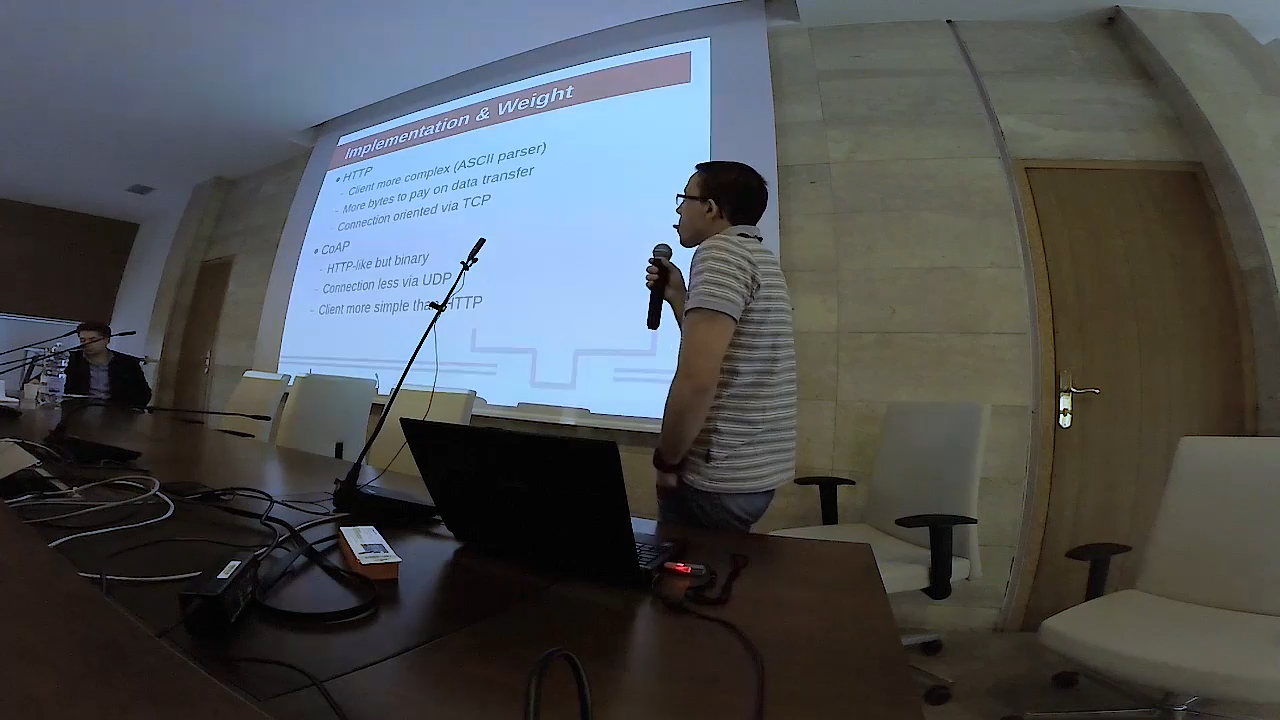 Implementation & Weight
• HTTP
- Client more complex (ASCII parser)
- More bytes to pay on data transfer
- Connection oriented via TCP
• CoAP
- HTTP-like but binary
- Connection less via UDP
- Client more simple than HTTP